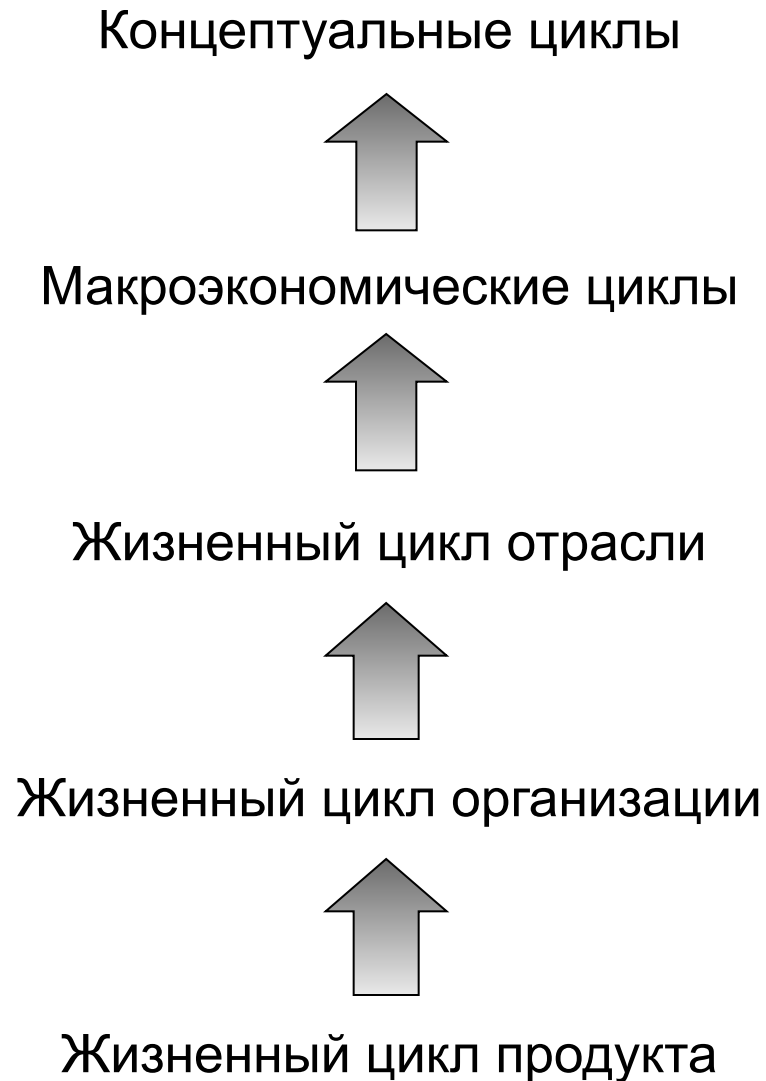 Концептуальные циклы
Макроэкономические циклы
Жизненный цикл отрасли
Жизненный цикл организации
Жизненный цикл продукта